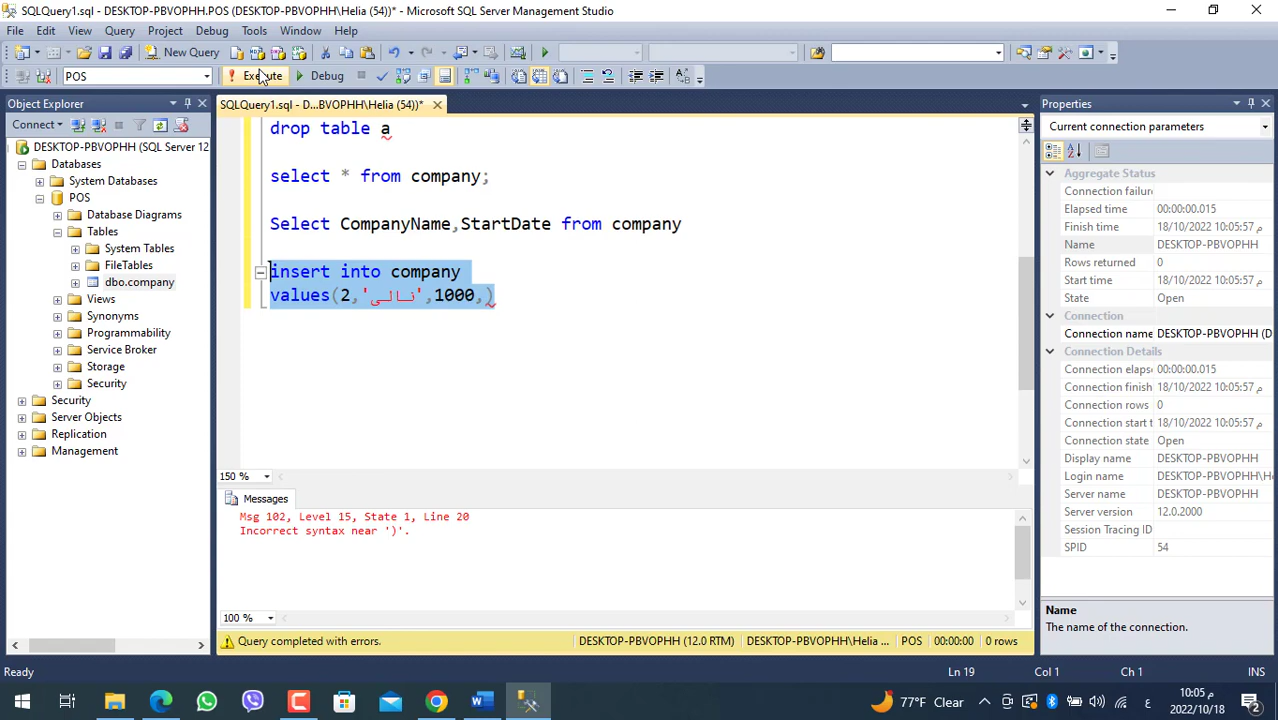 SQLQuery1.sql - DESKTOP-PBVOPHH.POS (DESKTOP-PBVOPHH\Helia (54))* - Microsoft SQL Server Management Studio
File Edit View Query Project Debug Tools Window Help
New Query
POS Execute Debug
Object Explorer
SQLQuery1.sql - D...BVOPHH\Helia (54))*
Properties
Connect
Current connection parameters
DESKTOP-PBVOPHH (SQL Server 12
Databases
System Databases
POS
Database Diagrams
Tables
System Tables
FileTables
dbo.company
Views
Synonyms
Programmability
Service Broker
Storage
Security
Security
Server Objects
Replication
Management
drop table a
select * from company;
Select CompanyName,StartDate from company
insert into company
values(2,'نالی',1000,)
150 %
Messages
Msg 102, Level 15, State 1, Line 20
Incorrect syntax near ')'.
100 %
Query completed with errors.
DESKTOP-PBVOPHH (12.0 RTM)
DESKTOP-PBVOPHH\Helia ...
POS
00:00:00
0 rows
Aggregate Status
Connection failure
Elapsed time 00:00:00.015
Finish time 18/10/2022 10:05:57 م
Name DESKTOP-PBVOPHH
Rows returned 0
Start time 18/10/2022 10:05:57 م
State Open
Connection
Connection name DESKTOP-PBVOPHH (D
Connection Details
Connection elaps 00:00:00.015
Connection finish 18/10/2022 10:05:57 م
Connection rows 0
Connection start t 18/10/2022 10:05:57 م
Connection state Open
Display name DESKTOP-PBVOPHH
Login name DESKTOP-PBVOPHH\He
Server name DESKTOP-PBVOPHH
Server version 12.0.2000
Session Tracing ID
SPID 54
Name
The name of the connection.
Ready
Ln 19
Col 1
Ch 1
INS
77°F Clear
ع
10:05 م
2022/10/18
2